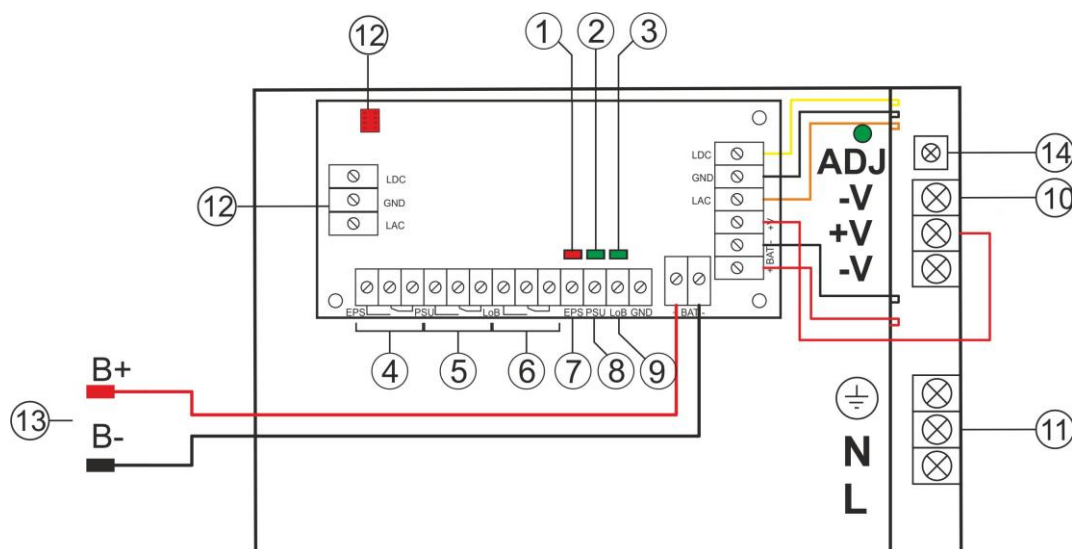 1 2 3
12
LDC
GND
LAC
12
LDC
GND
LAC
+V
- BAT +
ADJ
-V
+V
-V
14
10
EPS PSU LoB EPS PSU LoB GND
+ BAT -
4 5 6 7 8 9
B+
13
B-
N
L
11